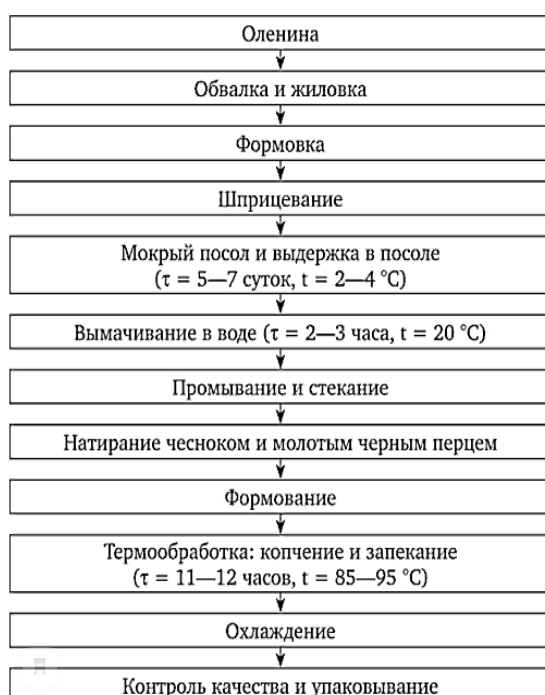 Оленина
Обвалка и жиловка
Формовка
Шприцевание
Мокрый посол и выдержка в посоле
(τ = 5—7 суток, t = 2—4 °C)
Вымачивание в воде (τ = 2—3 часа, t = 20 °C)
Промывание и стекание
Натирание чесноком и молотым черным перцем
Формование
Термообработка: копчение и запекание
(τ = 11—12 часов, t = 85—95 °C)
Охлаждение
Контроль качества и упаковывание